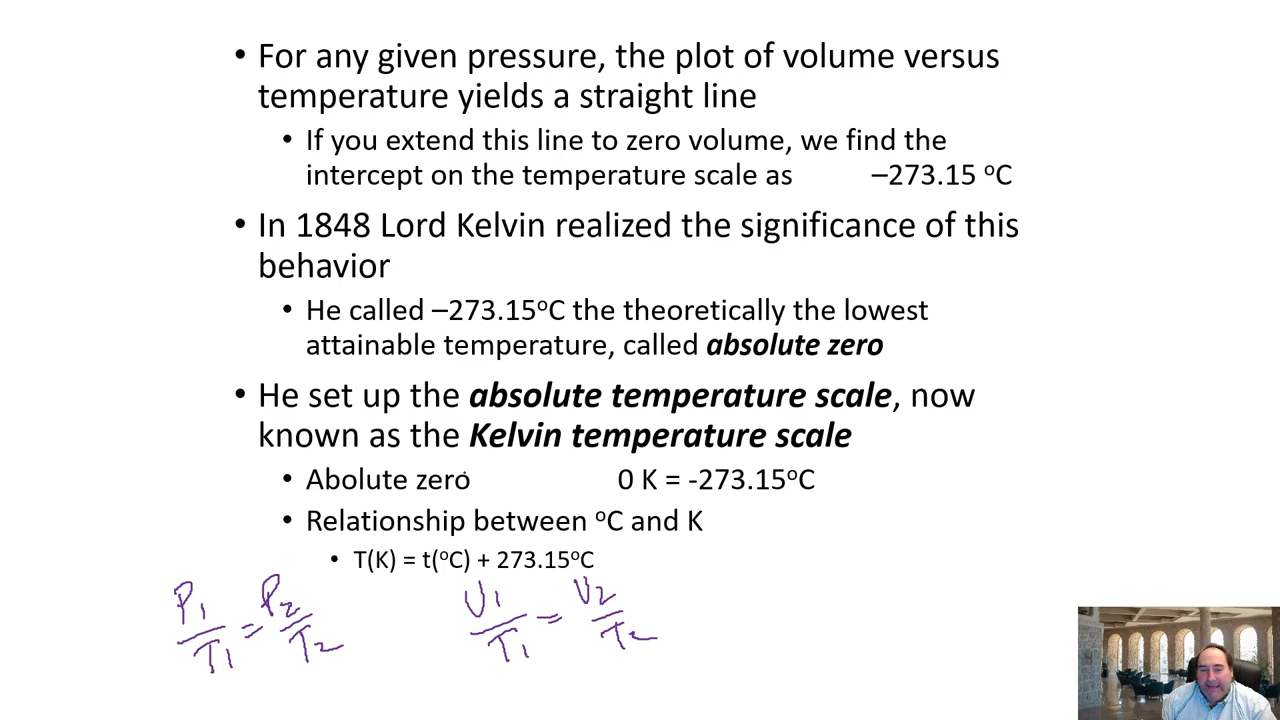 • For any given pressure, the plot of volume versus
temperature yields a straight line
• If you extend this line to zero volume, we find the
intercept on the temperature scale as –273.15 ºC
• In 1848 Lord Kelvin realized the significance of this
behavior
• He called –273.15ºC the theoretically the lowest
attainable temperature, called absolute zero
• He set up the absolute temperature scale, now
known as the Kelvin temperature scale
• Abolute zero 0 K = -273.15ºC
• Relationship between ºC and K
• T(K) = t(ºC) + 273.15ºC
P1/T1 = P2/T2 V1/T1 = V2/T2